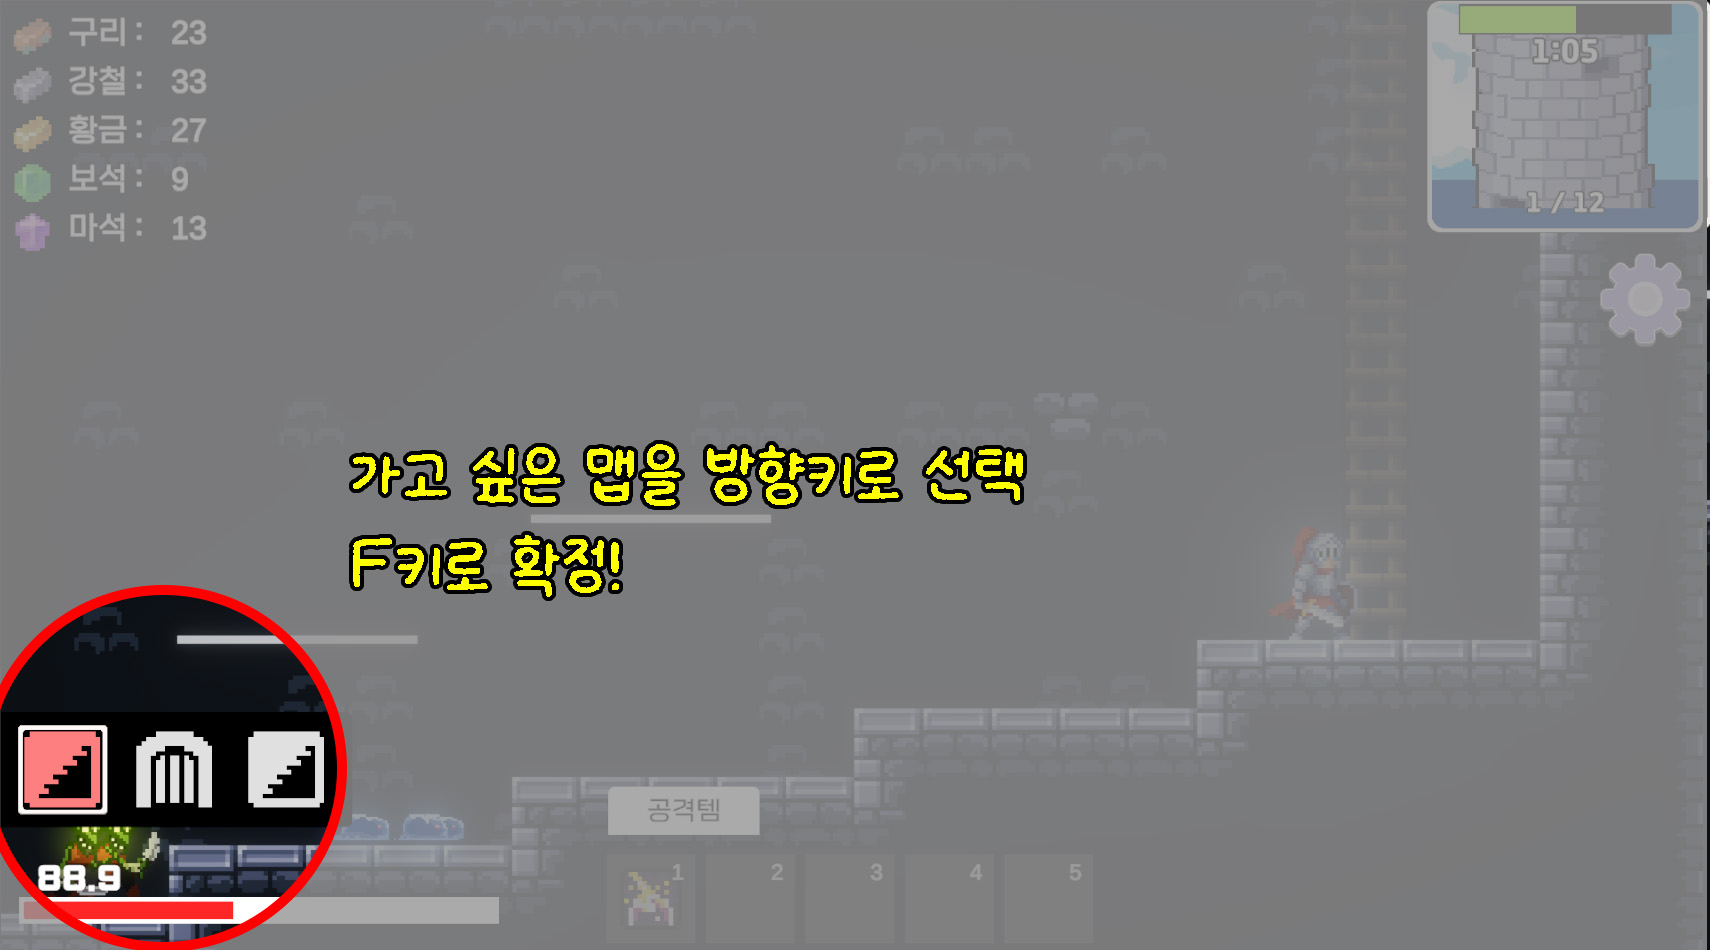 구리: 23
강철: 33
황금: 27
보석: 9
마석: 13
1:05
1 / 12
가고 싶은 맵을 방향키로 선택
F키로 확정!
88.9
공격템
1 2 3 4 5